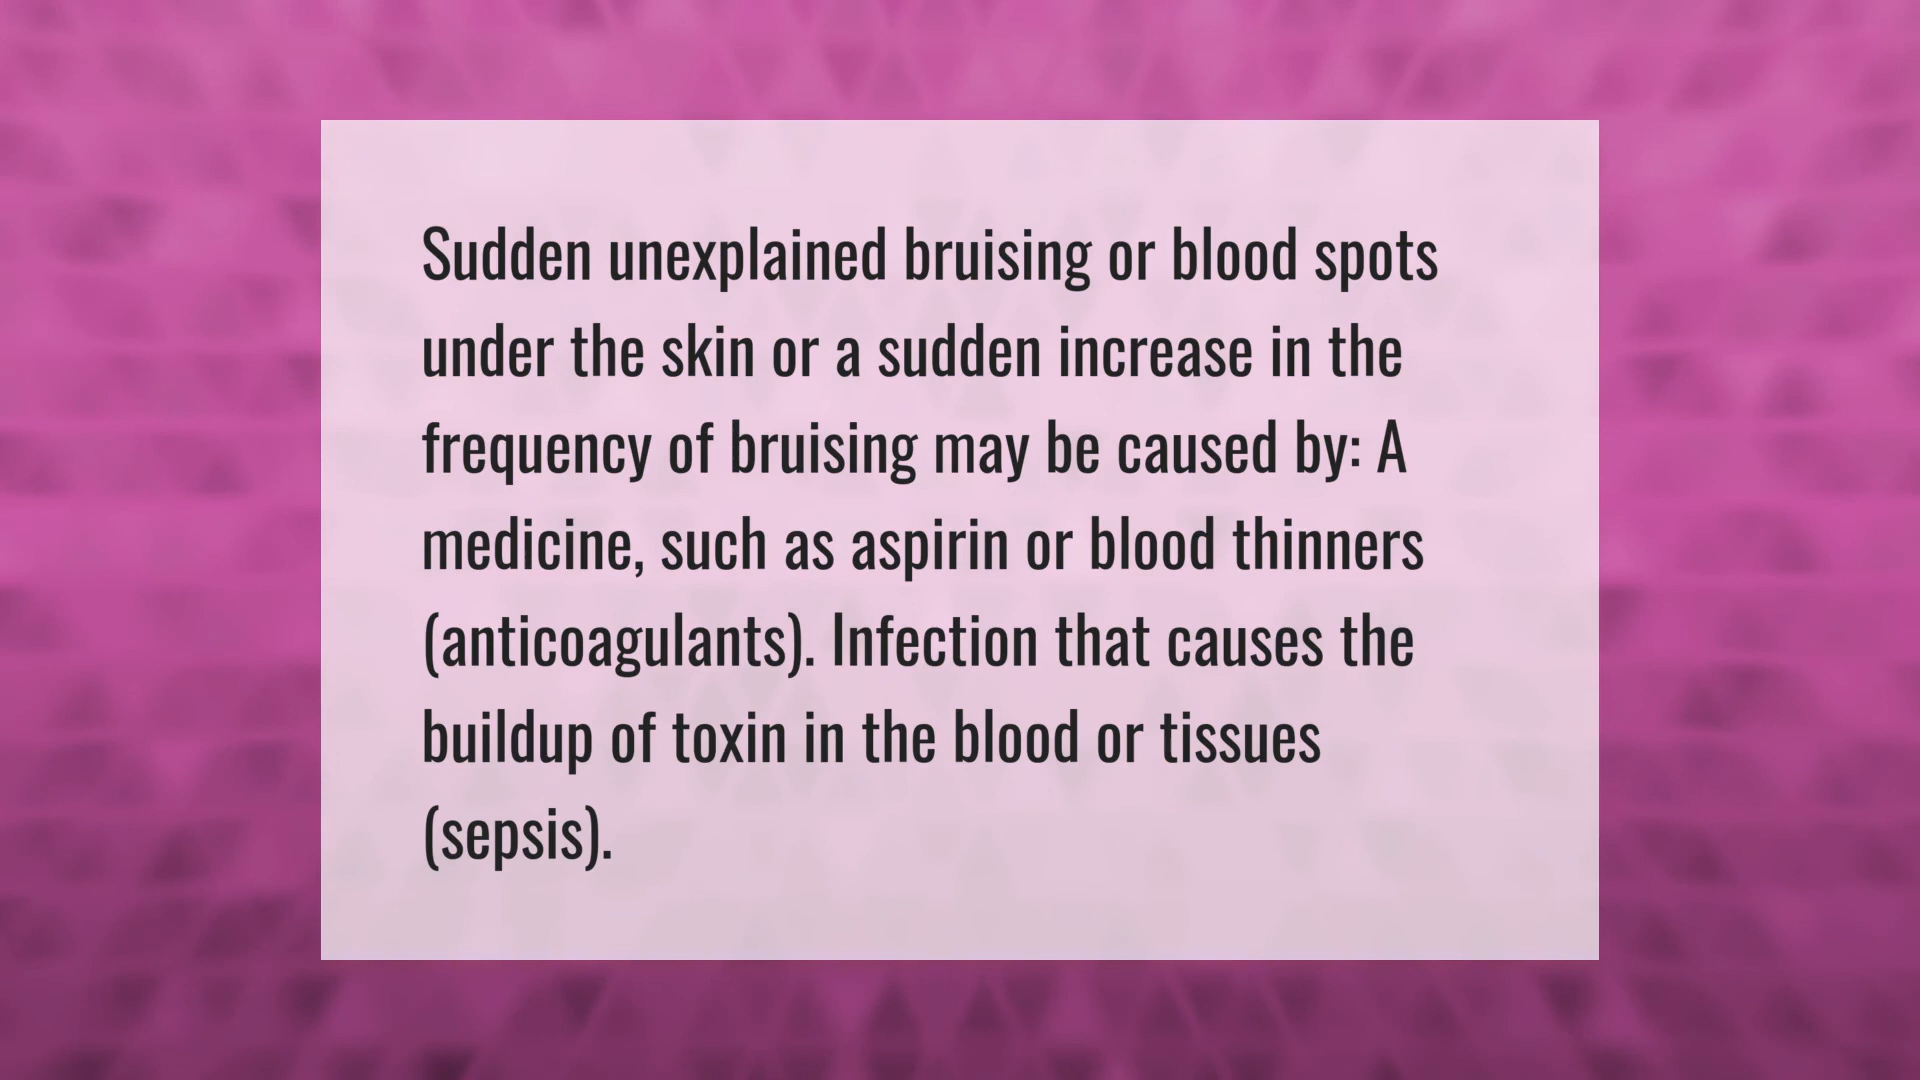 Sudden unexplained bruising or blood spots
under the skin or a sudden increase in the
frequency of bruising may be caused by: A
medicine, such as aspirin or blood thinners
(anticoagulants). Infection that causes the
buildup of toxin in the blood or tissues
(sepsis).